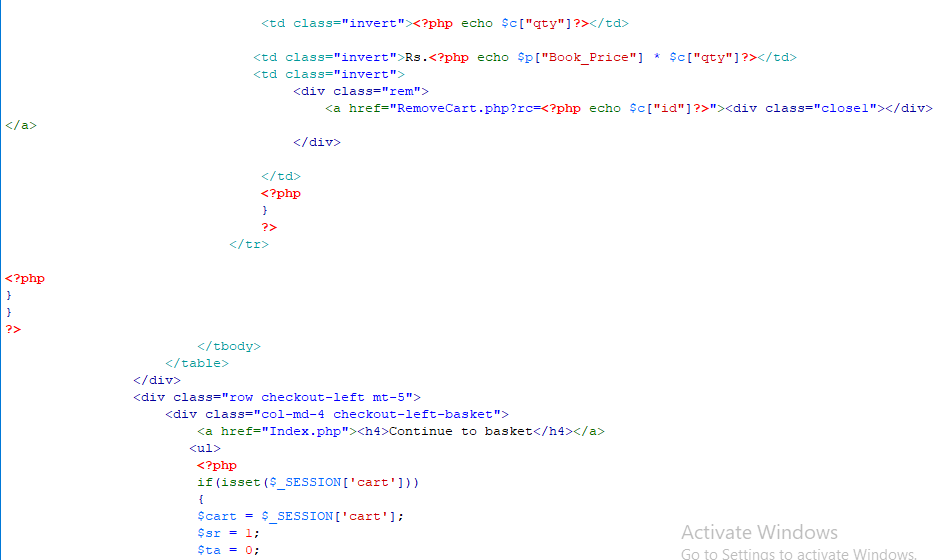 <td class="invert"><?php echo $c["qty"]?></td>
<td class="invert">Rs.<?php echo $p["Book_Price"] * $c["qty"]?></td>
<td class="invert">
<div class="rem">
<a href="RemoveCart.php?rc=<?php echo $c["id"]?>"><div class="close1"></div>
</a>
</div>
</td>
<?php
}
?>
</tr>
<?php
}
}
?>
</tbody>
</table>
</div>
<div class="row checkout-left mt-5">
<div class="col-md-4 checkout-left-basket">
<a href="Index.php"><h4>Continue to basket</h4></a>
<ul>
<?php
if(isset($_SESSION['cart']))
{
$cart = $_SESSION['cart'];
$sr = 1;
$ta = 0;
Activate Windows
Go to Settings to activate Windows.